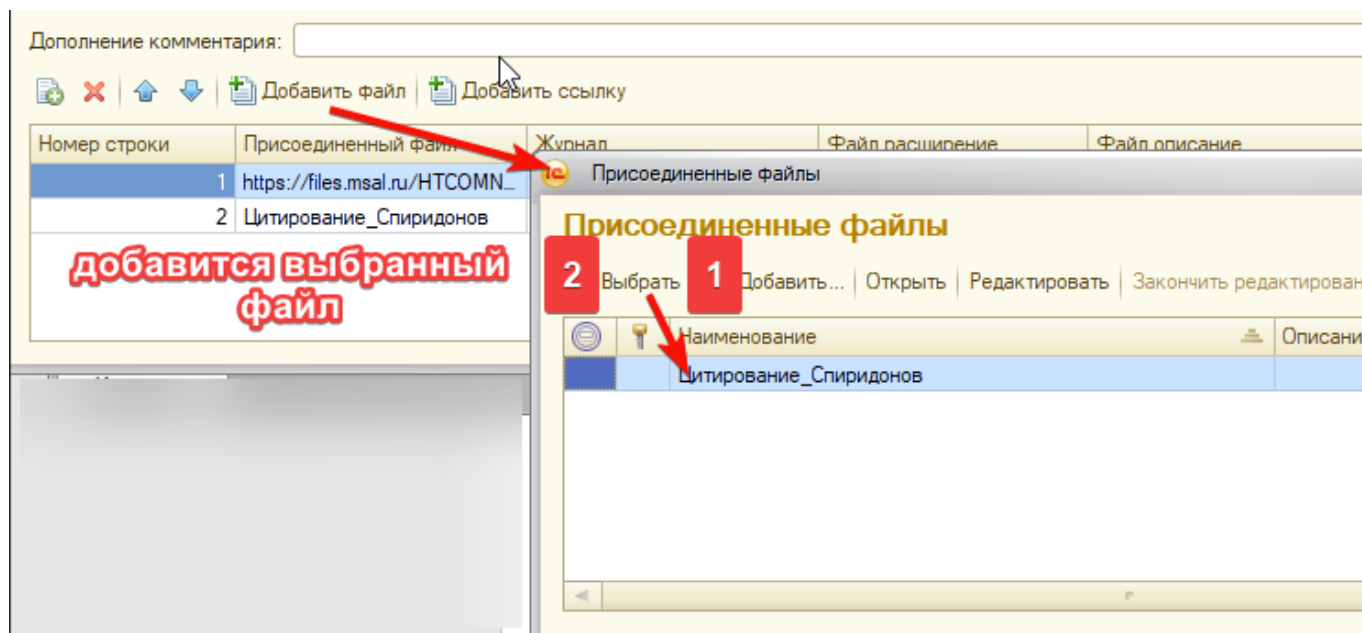 Дополнение комментария:
Добавить файл Добавить ссылку
Номер строки Присоединенный файл Журнал Файл расширение Файл описание
1 https://files.msal.ru/HTCOMN...
2 Цитирование_Спиридонов
добавится выбранный
файл
1С Присоединенные файлы
Присоединенные файлы
2 Выбрать 1 Добавить... Открыть Редактировать Закончить редактирован
Наименование Описани
Цитирование_Спиридонов